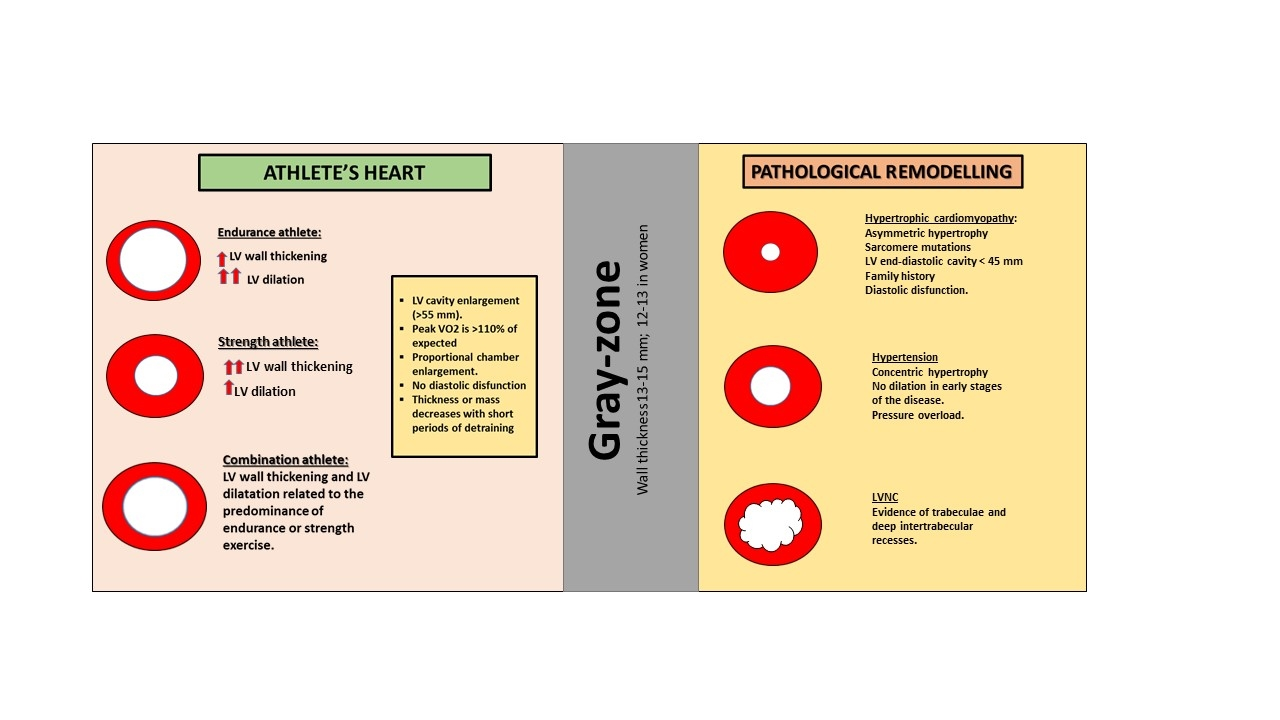 ATHLETE'S HEART
Endurance athlete:
LV wall thickening
LV dilation
Strength athlete:
LV wall thickening
LV dilation
Combination athlete:
LV wall thickening and LV
dilatation related to the
predominance of
endurance or strength
exercise.
▪ LV cavity enlargement
(>55 mm).
▪ Peak VO2 is >110% of
expected
▪ Proportional chamber
enlargement.
▪ No diastolic disfunction
▪ Thickness or mass
decreases with short
periods of detraining
Gray-zone
Wall thickness13-15 mm; 12-13 in women
PATHOLOGICAL REMODELLING
Hypertrophic cardiomyopathy:
Asymmetric hypertrophy
Sarcomere mutations
LV end-diastolic cavity < 45 mm
Family history
Diastolic disfunction.
Hypertension
Concentric hypertrophy
No dilation in early stages
of the disease.
Pressure overload.
LVNC
Evidence of trabeculae and
deep intertrabecular
recesses.